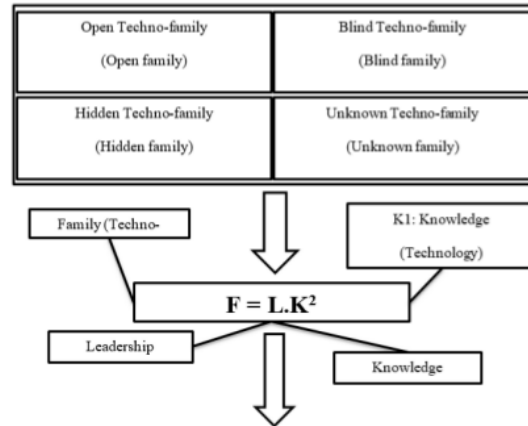 Open Techno-family
(Open family)
Blind Techno-family
(Blind family)
Hidden Techno-family
(Hidden family)
Unknown Techno-family
(Unknown family)
Family (Techno-
K1: Knowledge
(Technology)
F = L.K²
Leadership
Knowledge